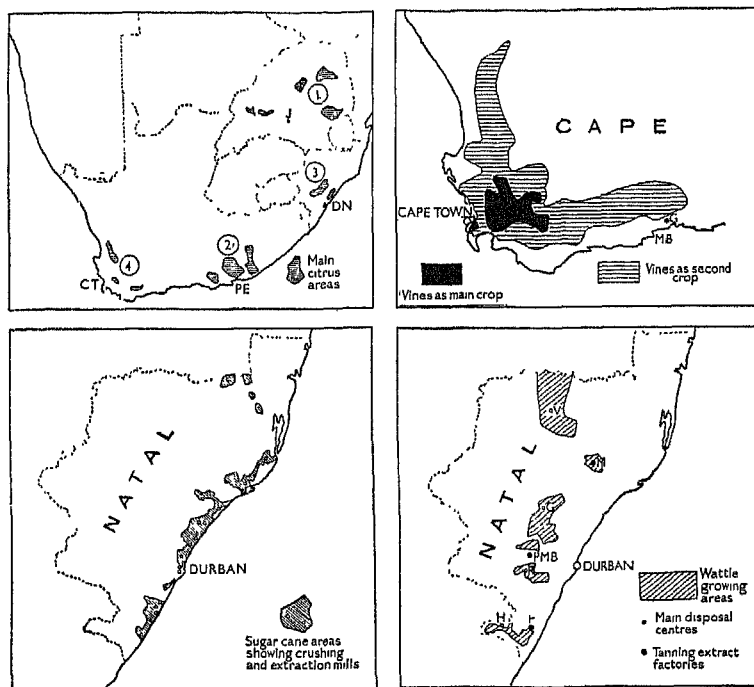 1.
3
DN
2
Main
citrus
areas
4
CT
PE
CAPE
CAPE TOWN
MB
Vines as main crop
Vines as second
crop
NATAL
DURBAN
Sugar cane areas
showing crushing
and extraction mills
V
NATAL
PMB
DURBAN
Wattle
growing
areas
H
Main disposal
centres
Tanning extract
factories